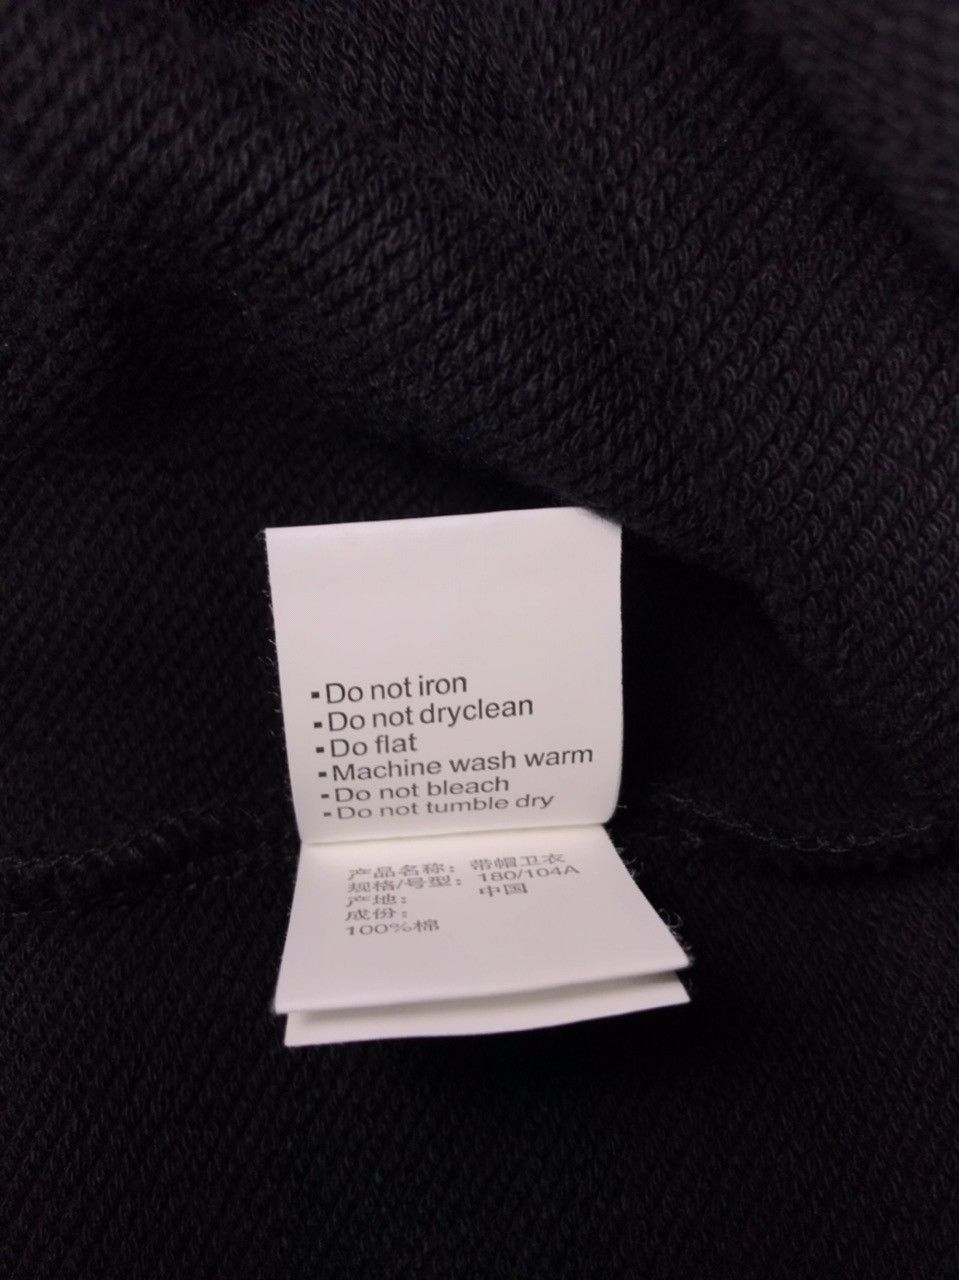 ▪Do not iron
▪Do not dryclean
▪Do flat
▪Machine wash warm
▪Do not bleach
▪Do not tumble dry
产品名称：带帽卫衣
规格/号型：180/104A
产地：中国
成份：
100%棉